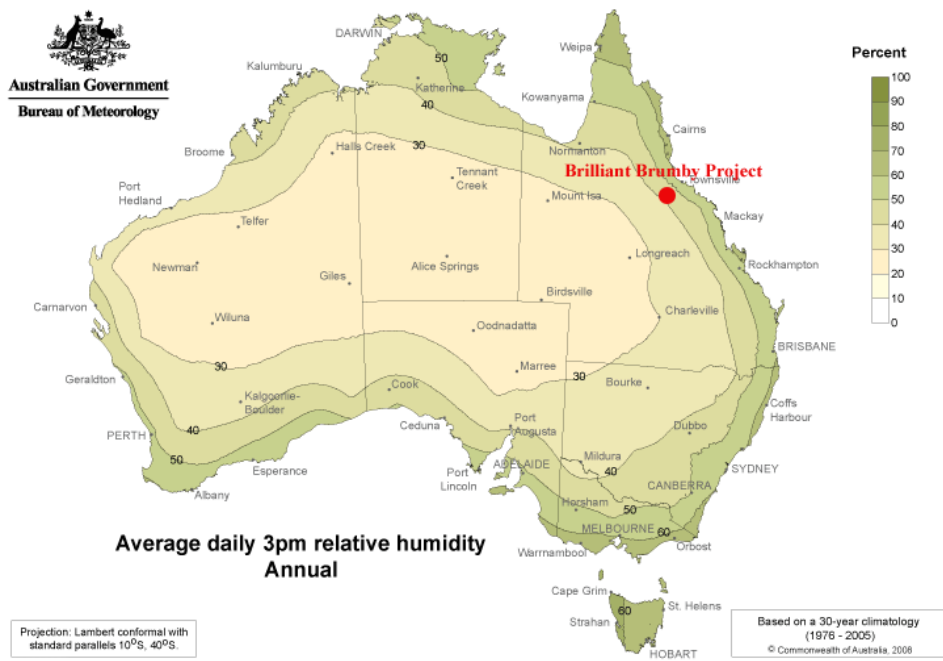 Australian Government
Bureau of Meteorology
DARWIN
50
Weipa
Percent
Kalumburu
Katherine
Kowanyama
100
90
80
70
60
50
40
30
20
10
0
40
Cairns
Broome
Halls Creek
30
Normanton
Brilliant Brumby Project
Townsville
Port
Hedland
Tennant
Creek
Mount Isa
Mackay
Telfer
Newman
Alice Springs
Longreach
Rockhampton
Giles
Birdsville
Carnarvon
Wiluna
Oodnadatta
Charleville
BRISBANE
30
Marree
30
Geraldton
Cook
Bourke
Kalgoorlie-
Boulder
Coffs
Harbour
PERTH
40
Ceduna
Port
Augusta
Dubbo
50
Esperance
Port
Lincoln
ADELAIDE
Mildura
40
SYDNEY
Albany
CANBERRA
Horsham
50
MELBOURNE
60
Orbost
Warrnambool
Average daily 3pm relative humidity
Annual
Cape Grim
60
St. Helens
Strahan
HOBART
Projection: Lambert conformal with
standard parallels 10°S, 40°S.
Based on a 30-year climatology
(1976 - 2005)
© Commonwealth of Australia, 2008